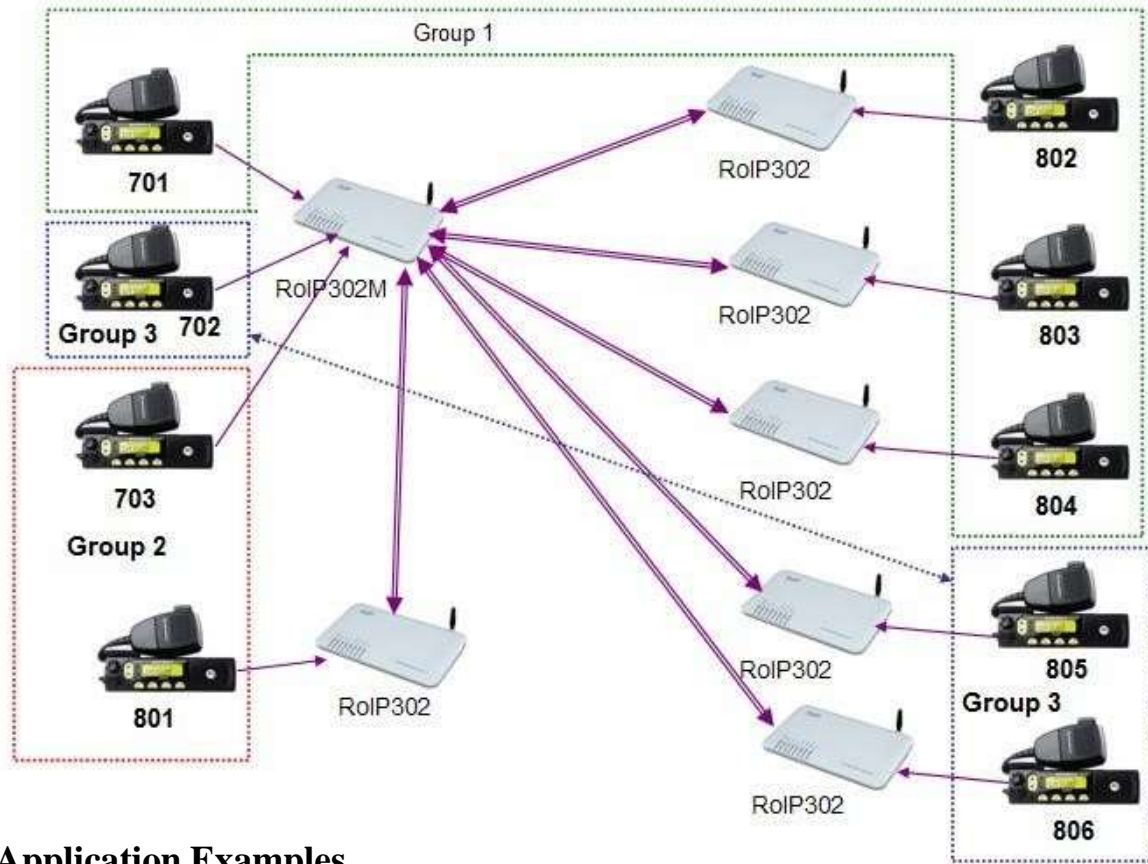 Group 1
701
RoIP302
802
RoIP302M
702
Group 3
RoIP302
803
703
Group 2
RoIP302
804
801
RoIP302
RoIP302
805
Group 3
RoIP302
806
Application Examples